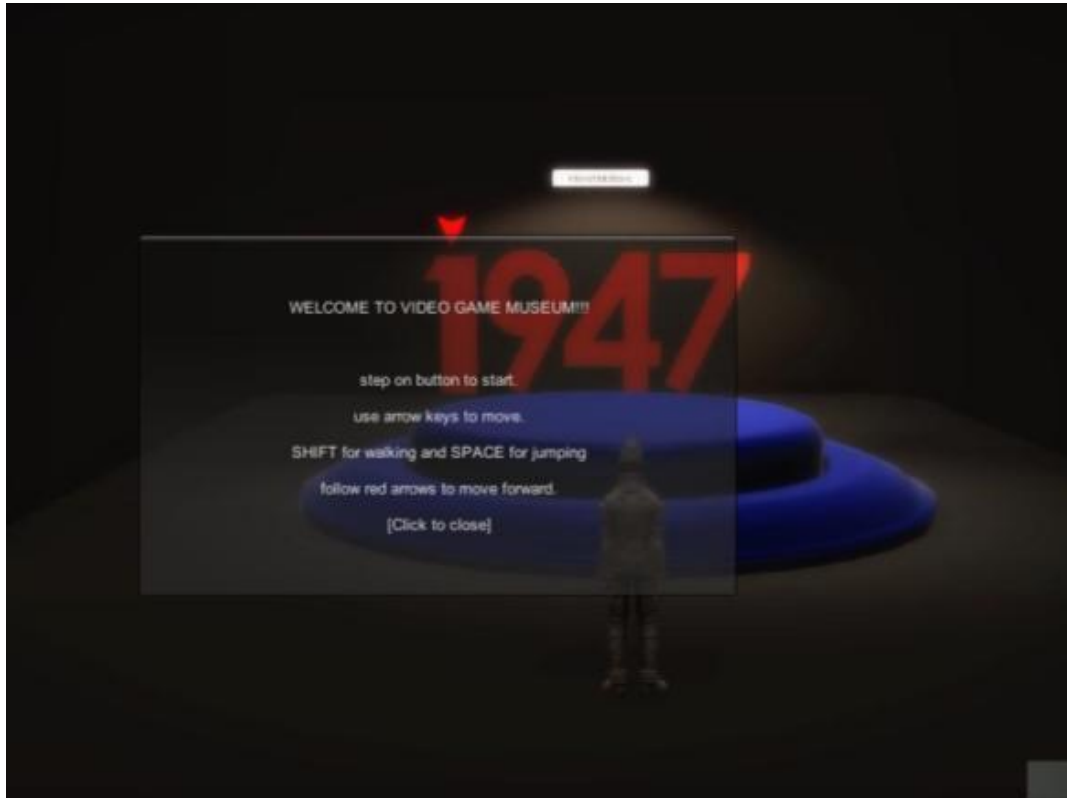 1947
WELCOME TO VIDEO GAME MUSEUM!!!
step on button to start.
use arrow keys to move.
SHIFT for walking and SPACE for jumping
follow red arrows to move forward.
[Click to close]